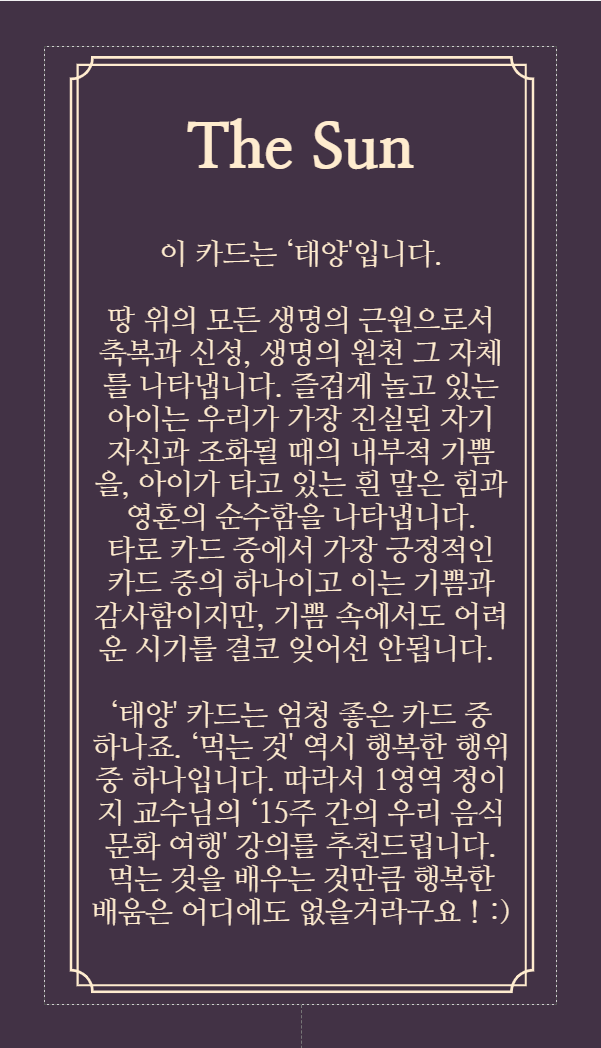 The Sun
이 카드는 ‘태양'입니다.
땅 위의 모든 생명의 근원으로서
축복과 신성, 생명의 원천 그 자체
를 나타냅니다. 즐겁게 놀고 있는
아이는 우리가 가장 진실된 자기
자신과 조화될 때의 내부적 기쁨
을, 아이가 타고 있는 흰 말은 힘과
영혼의 순수함을 나타냅니다.
타로 카드 중에서 가장 긍정적인
카드 중의 하나이고 이는 기쁨과
감사함이지만, 기쁨 속에서도 어려
운 시기를 결코 잊어선 안됩니다.
‘태양' 카드는 엄청 좋은 카드 중
하나죠. ‘먹는 것' 역시 행복한 행위
중 하나입니다. 따라서 1영역 정이
지 교수님의 ‘15주 간의 우리 음식
문화 여행' 강의를 추천드립니다.
먹는 것을 배우는 것만큼 행복한
배움은 어디에도 없을거라구요 ! :)